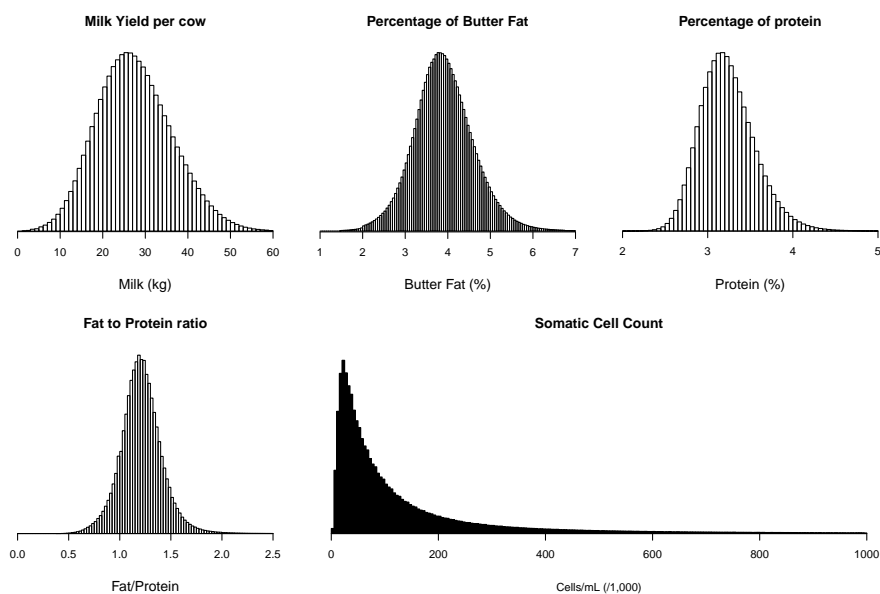 Milk Yield per cow
0 10 20 30 40 50 60
Milk (kg)
Percentage of Butter Fat
1 2 3 4 5 6 7
Butter Fat (%)
Percentage of protein
2 3 4 5
Protein (%)
Fat to Protein ratio
0.0 0.5 1.0 1.5 2.0 2.5
Fat/Protein
Somatic Cell Count
0 200 400 600 800 1000
Cells/mL (/1,000)